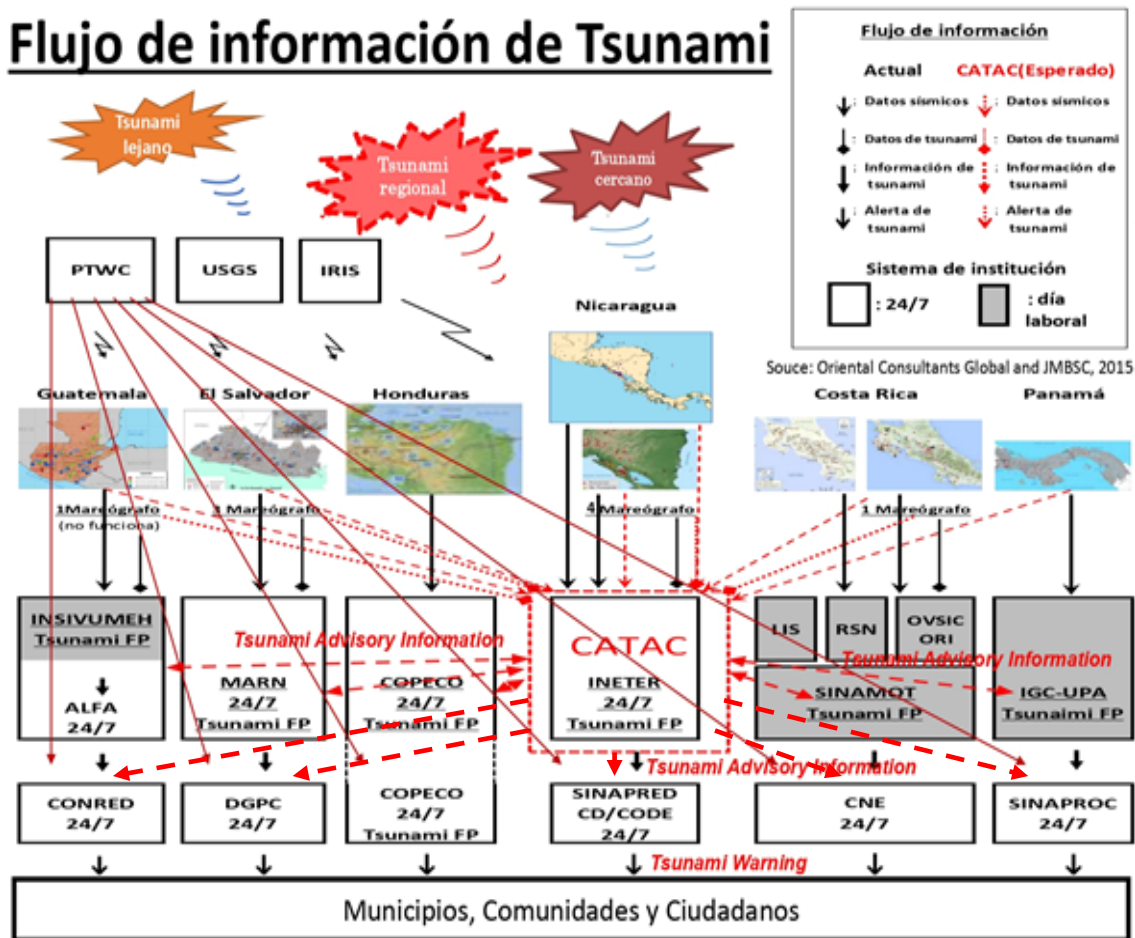 Flujo de información de Tsunami
Flujo de información
Actual
CATAC(Esperado)
: Datos sísmicos
: Datos sísmicos
: Datos de tsunami
: Datos de tsunami
: Información de
tsunami
: Información de
tsunami
: Alerta de
tsunami
: Alerta de
tsunami
Sistema de institución
: 24/7
: día
laboral
Souce: Oriental Consultants Global and JMBSC, 2015
Tsunami
lejano
Tsunami
regional
Tsunami
cercano
PTWC
USGS
IRIS
Nicaragua
Guatemala
El Salvador
Honduras
Costa Rica
Panamá
1Mareógrafo
(no funciona)
1 Mareógrafo
4 Mareógrafo
1 Mareógrafo
INSIVUMEH
Tsunami FP
ALFA
24/7
MARN
24/7
Tsunami FP
COPECO
24/7
Tsunami FP
CATAC
INETER
24/7
Tsunami FP
LIS
RSN
OVSIC
ORI
SINAMOT
Tsunami FP
IGC-UPA
Tsunaimi FP
Tsunami Advisory Information
Tsunami Advisory Information
Tsunami Advisory Information
CONRED
24/7
DGPC
24/7
COPECO
24/7
Tsunami FP
SINAPRED
CD/CODE
24/7
CNE
24/7
SINAPROC
24/7
Tsunami Warning
Municipios, Comunidades y Ciudadanos